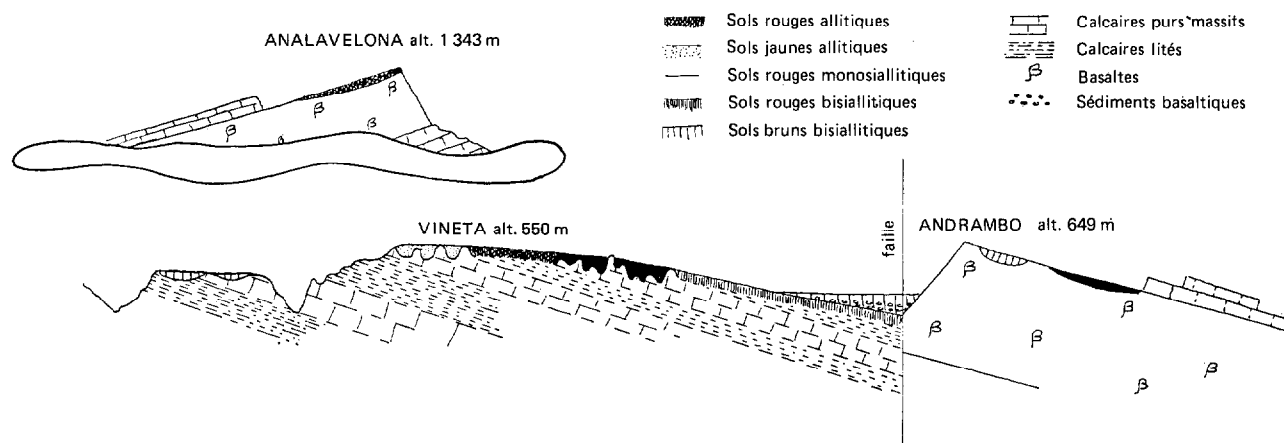 ANALAVELONA alt. 1 343 m
Sols rouges allitiques
Sols jaunes allitiques
Sols rouges monosiallitiques
Sols rouges bisiallitiques
Sols bruns bisiallitiques
Calcaires purs massifs
Calcaires lités
β Basaltes
Sédiments basaltiques
β β β β β
VINETA alt. 550 m
faille
ANDRAMBO alt. 649 m
β
β
β β
β
β